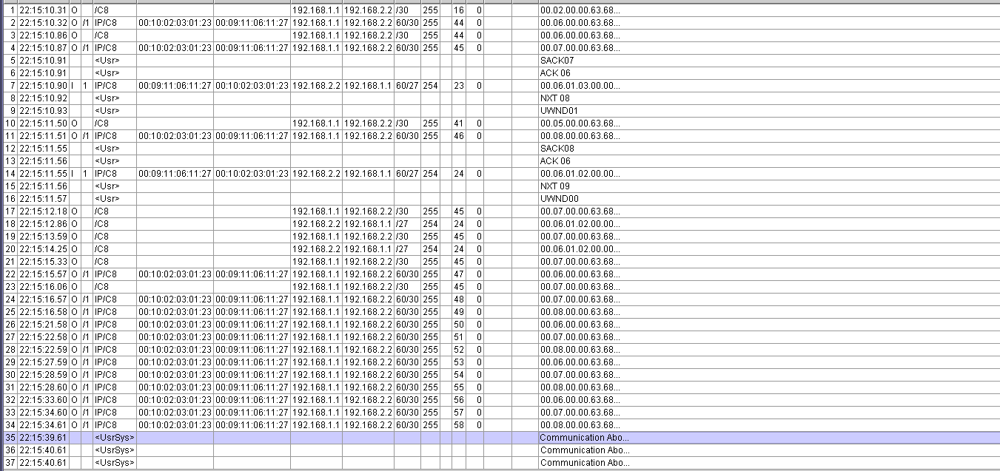 1 22:15:10.31 O /C8 192.168.1.1 192.168.2.2 /30 255 16 0 00.02.00.00.63.68...
2 22:15:10.32 O /1 IP/C8 00:10:02:03:01:23 00:09:11:06:11:27 192.168.1.1 192.168.2.2 60/30 255 44 0 00.06.00.00.63.68...
3 22:15:10.86 O /C8 192.168.1.1 192.168.2.2 /30 255 44 0 00.06.00.00.63.68...
4 22:15:10.87 O /1 IP/C8 00:10:02:03:01:23 00:09:11:06:11:27 192.168.1.1 192.168.2.2 60/30 255 45 0 00.07.00.00.63.68...
5 22:15:10.91 <Usr> SACK07
6 22:15:10.91 <Usr> ACK 06
7 22:15:10.90 I 1 IP/C8 00:09:11:06:11:27 00:10:02:03:01:23 192.168.2.2 192.168.1.1 60/27 254 23 0 00.06.01.03.00.00...
8 22:15:10.92 <Usr> NXT 08
9 22:15:10.93 <Usr> UWND01
10 22:15:11.50 O /C8 192.168.1.1 192.168.2.2 /30 255 41 0 00.05.00.00.63.68...
11 22:15:11.51 O /1 IP/C8 00:10:02:03:01:23 00:09:11:06:11:27 192.168.1.1 192.168.2.2 60/30 255 46 0 00.08.00.00.63.68...
12 22:15:11.55 <Usr> SACK08
13 22:15:11.56 <Usr> ACK 06
14 22:15:11.55 I 1 IP/C8 00:09:11:06:11:27 00:10:02:03:01:23 192.168.2.2 192.168.1.1 60/27 254 24 0 00.06.01.02.00.00...
15 22:15:11.56 <Usr> NXT 09
16 22:15:11.57 <Usr> UWND00
17 22:15:12.18 O /C8 192.168.1.1 192.168.2.2 /30 255 45 0 00.07.00.00.63.68...
18 22:15:12.86 O /C8 192.168.2.2 192.168.1.1 /27 254 24 0 00.06.01.02.00.00...
19 22:15:13.59 O /C8 192.168.1.1 192.168.2.2 /30 255 45 0 00.07.00.00.63.68...
20 22:15:14.25 O /C8 192.168.2.2 192.168.1.1 /27 254 24 0 00.06.01.02.00.00...
21 22:15:15.33 O /C8 192.168.1.1 192.168.2.2 /30 255 45 0 00.07.00.00.63.68...
22 22:15:15.57 O /1 IP/C8 00:10:02:03:01:23 00:09:11:06:11:27 192.168.1.1 192.168.2.2 60/30 255 47 0 00.06.00.00.63.68...
23 22:15:16.06 O /C8 192.168.1.1 192.168.2.2 /30 255 45 0 00.07.00.00.63.68...
24 22:15:16.57 O /1 IP/C8 00:10:02:03:01:23 00:09:11:06:11:27 192.168.1.1 192.168.2.2 60/30 255 48 0 00.07.00.00.63.68...
25 22:15:16.58 O /1 IP/C8 00:10:02:03:01:23 00:09:11:06:11:27 192.168.1.1 192.168.2.2 60/30 255 49 0 00.08.00.00.63.68...
26 22:15:21.58 O /1 IP/C8 00:10:02:03:01:23 00:09:11:06:11:27 192.168.1.1 192.168.2.2 60/30 255 50 0 00.06.00.00.63.68...
27 22:15:22.58 O /1 IP/C8 00:10:02:03:01:23 00:09:11:06:11:27 192.168.1.1 192.168.2.2 60/30 255 51 0 00.07.00.00.63.68...
28 22:15:22.59 O /1 IP/C8 00:10:02:03:01:23 00:09:11:06:11:27 192.168.1.1 192.168.2.2 60/30 255 52 0 00.08.00.00.63.68...
29 22:15:27.59 O /1 IP/C8 00:10:02:03:01:23 00:09:11:06:11:27 192.168.1.1 192.168.2.2 60/30 255 53 0 00.06.00.00.63.68...
30 22:15:28.59 O /1 IP/C8 00:10:02:03:01:23 00:09:11:06:11:27 192.168.1.1 192.168.2.2 60/30 255 54 0 00.07.00.00.63.68...
31 22:15:28.60 O /1 IP/C8 00:10:02:03:01:23 00:09:11:06:11:27 192.168.1.1 192.168.2.2 60/30 255 55 0 00.08.00.00.63.68...
32 22:15:33.60 O /1 IP/C8 00:10:02:03:01:23 00:09:11:06:11:27 192.168.1.1 192.168.2.2 60/30 255 56 0 00.06.00.00.63.68...
33 22:15:34.60 O /1 IP/C8 00:10:02:03:01:23 00:09:11:06:11:27 192.168.1.1 192.168.2.2 60/30 255 57 0 00.07.00.00.63.68...
34 22:15:34.61 O /1 IP/C8 00:10:02:03:01:23 00:09:11:06:11:27 192.168.1.1 192.168.2.2 60/30 255 58 0 00.08.00.00.63.68...
35 22:15:39.61 <UsrSys> Communication Abo...
36 22:15:40.61 <UsrSys> Communication Abo...
37 22:15:40.61 <UsrSys> Communication Abo...